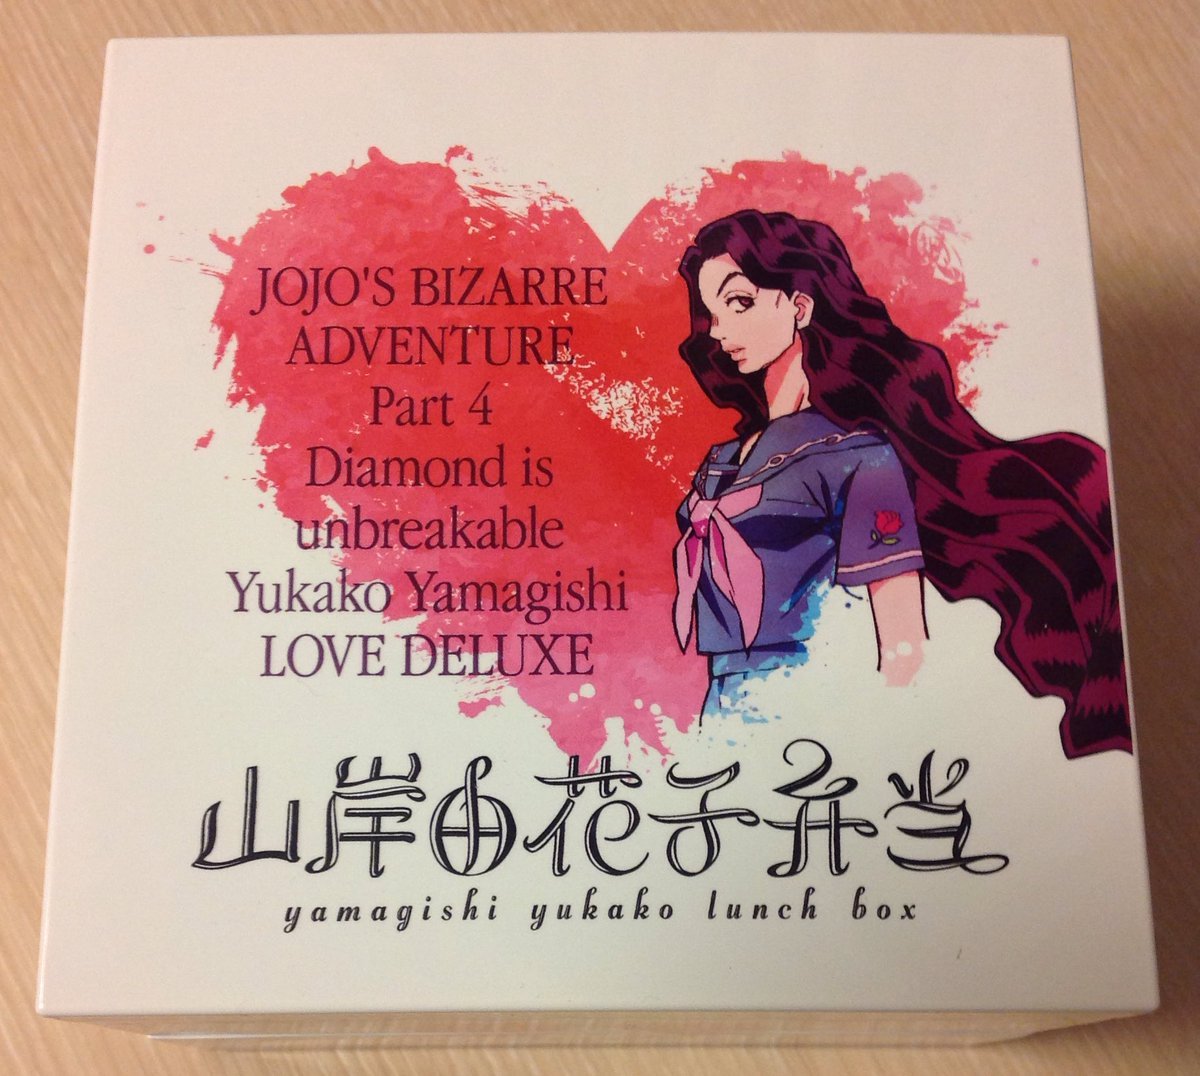 JOJO'S BIZARRE
ADVENTURE
Part 4
Diamond is
unbreakable
Yukako Yamagishi
LOVE DELUXE
山岸由花子弁当
yamagishi yukako lunch box